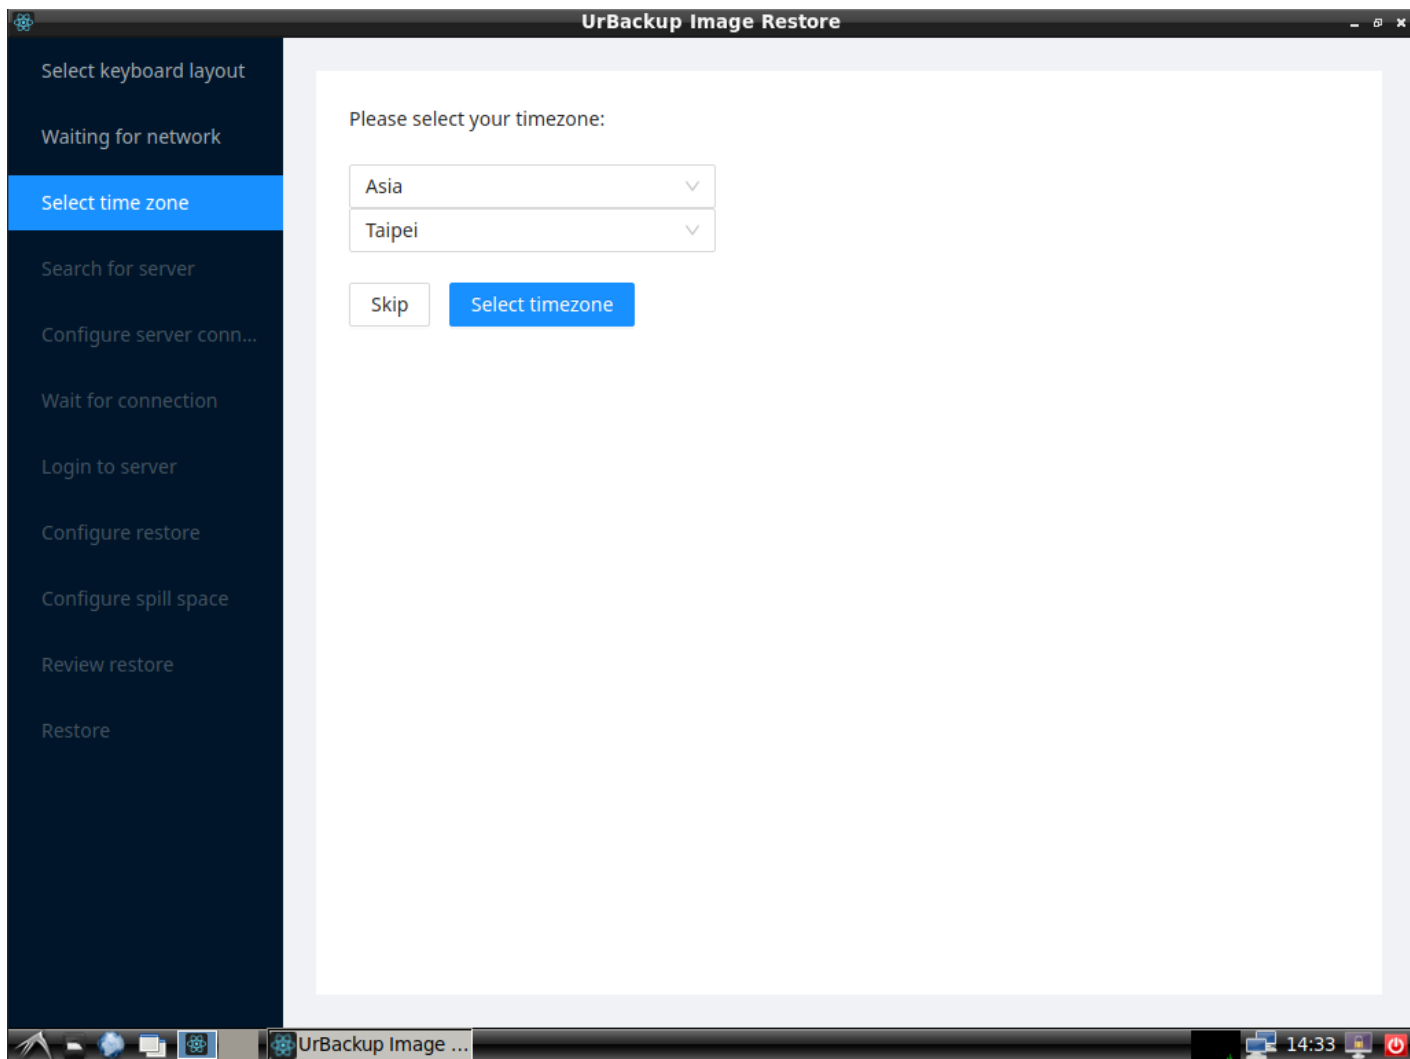 UrBackup Image Restore
Select keyboard layout
Waiting for network
Select time zone
Search for server
Configure server conn...
Wait for connection
Login to server
Configure restore
Configure spill space
Review restore
Restore
Please select your timezone:
Asia
Taipei
Skip
Select timezone
UrBackup Image ...
14:33